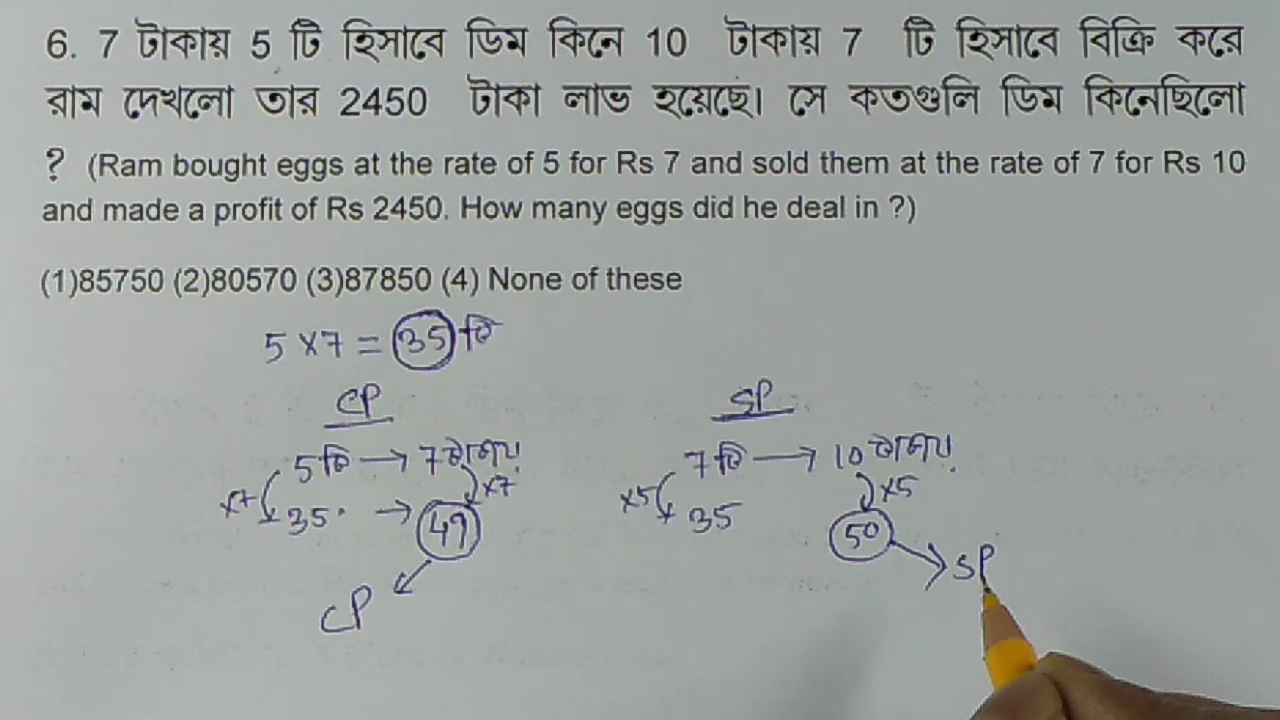 6. 7 টাকায় 5 টি হিসাবে ডিম কিনে 10 টাকায় 7 টি হিসাবে বিক্রি করে
রাম দেখলো তার 2450 টাকা লাভ হয়েছে। সে কতগুলি ডিম কিনেছিলো
? (Ram bought eggs at the rate of 5 for Rs 7 and sold them at the rate of 7 for Rs 10
and made a profit of Rs 2450. How many eggs did he deal in ?)
(1)85750 (2)80570 (3)87850 (4) None of these
5 x 7 = 35 টি
CP
SP
5 টি → 7 টাকায়
7 টি → 10 টাকায়
x7 35 → 49 x7
x5 35 50 x5
CP
SP